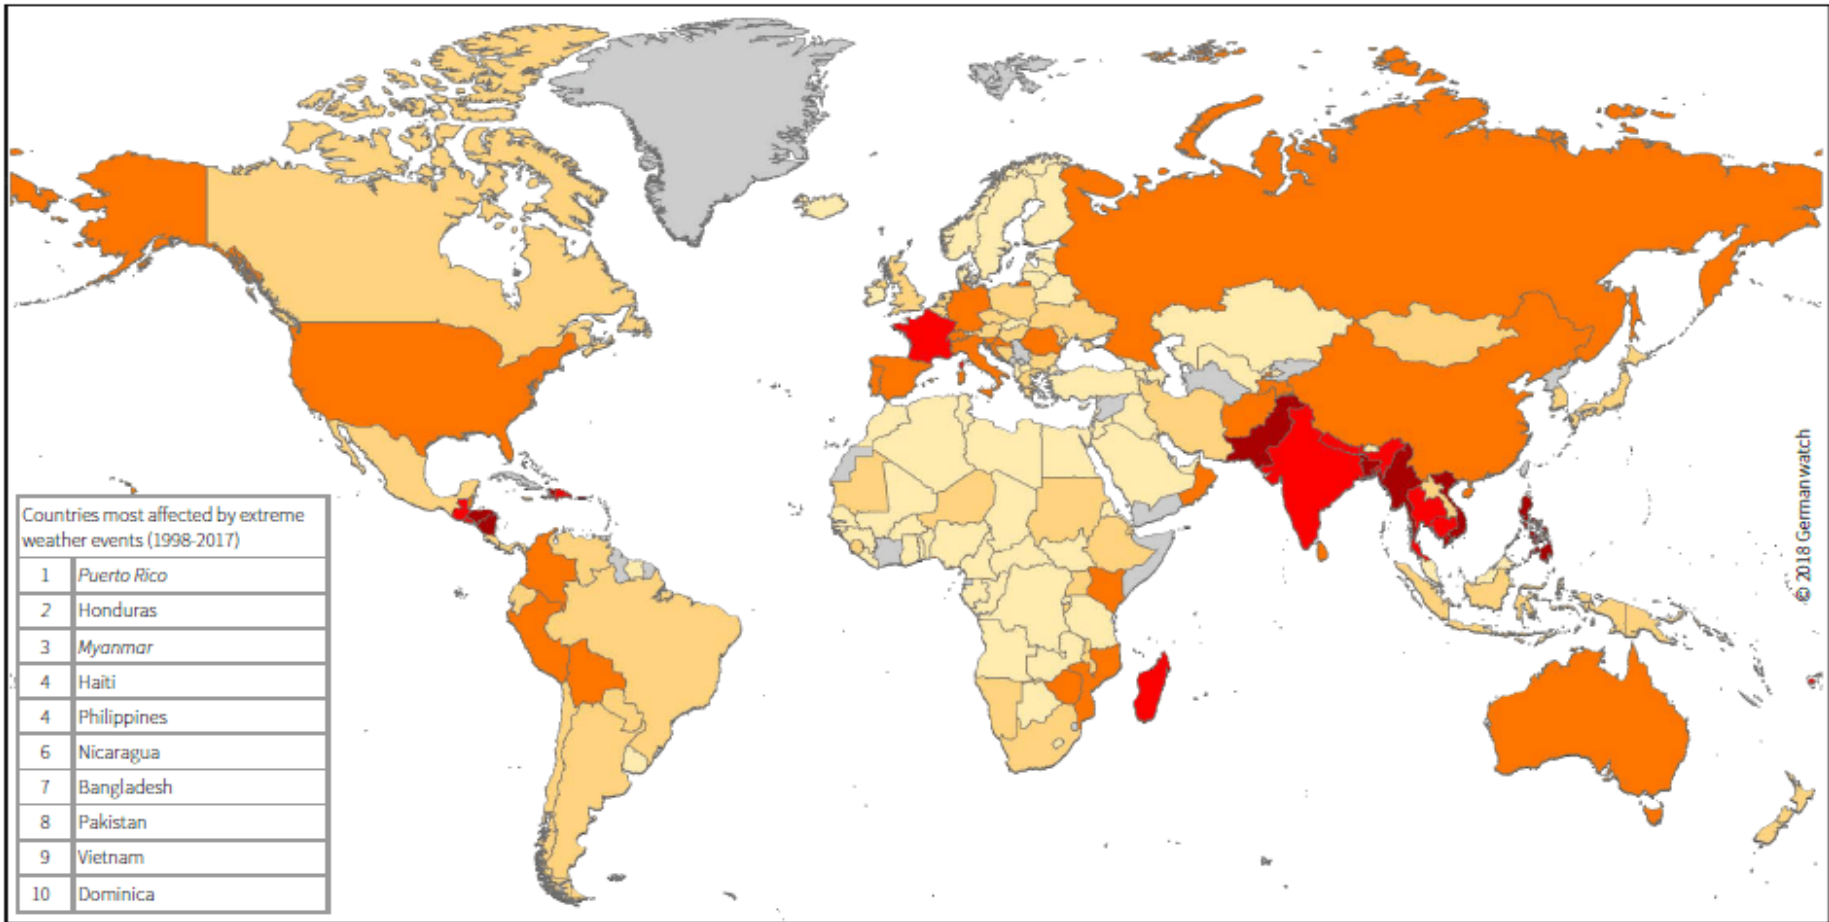 Countries most affected by extreme
weather events (1998-2017)
1 Puerto Rico
2 Honduras
3 Myanmar
4 Haiti
4 Philippines
6 Nicaragua
7 Bangladesh
8 Pakistan
9 Vietnam
10 Dominica
© 2018 Germanwatch